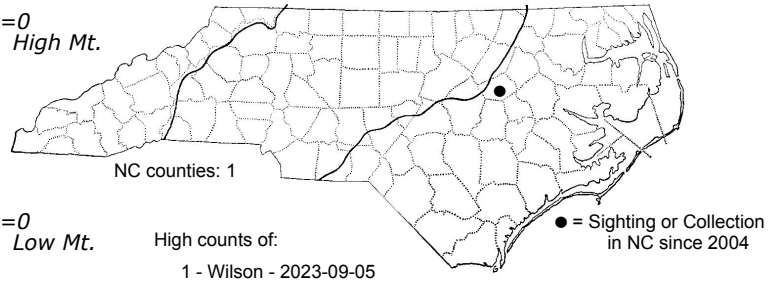 =0
High Mt.
NC counties: 1
=0
Low Mt.
High counts of:
1 - Wilson - 2023-09-05
● = Sighting or Collection
in NC since 2004